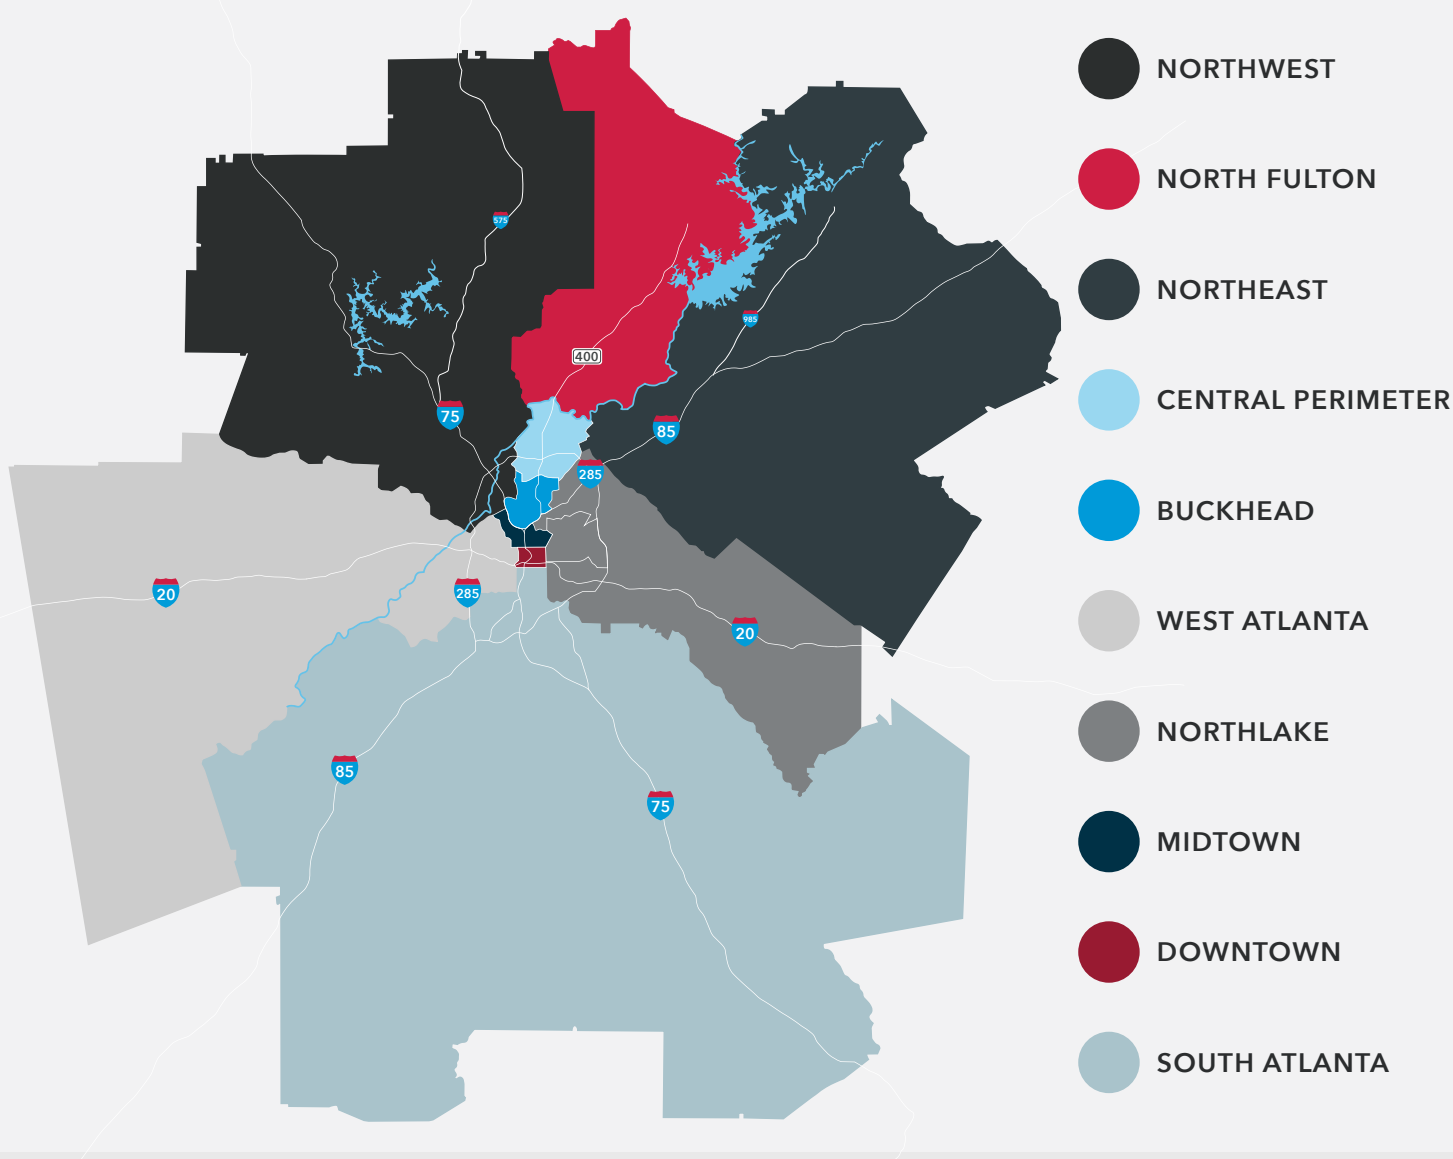 NORTHWEST
NORTH FULTON
NORTHEAST
CENTRAL PERIMETER
BUCKHEAD
WEST ATLANTA
NORTHLAKE
MIDTOWN
DOWNTOWN
SOUTH ATLANTA
575
985
400
75
85
285
20
285
20
85
75